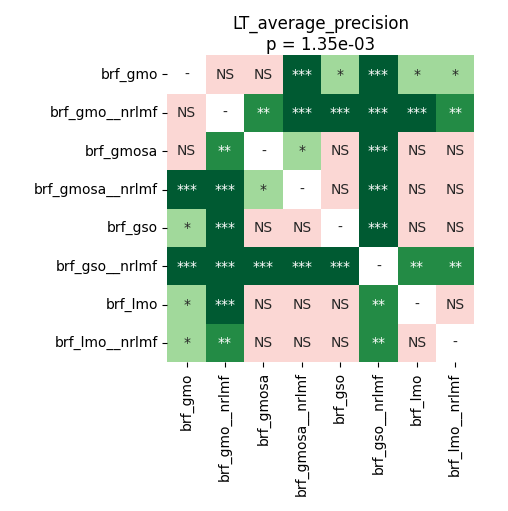 LT_average_precision
p = 1.35e-03
brf_gmo - NS NS *** * *** * *
brf_gmo__nrlmf NS - ** *** *** *** *** **
brf_gmosa NS ** - * NS *** NS NS
brf_gmosa__nrlmf *** *** * - NS *** NS NS
brf_gso * *** NS NS - *** NS NS
brf_gso__nrlmf *** *** *** *** *** - ** **
brf_lmo * *** NS NS NS ** - NS
brf_lmo__nrlmf * ** NS NS NS ** NS -
brf_gmo
brf_gmo__nrlmf
brf_gmosa
brf_gmosa__nrlmf
brf_gso
brf_gso__nrlmf
brf_lmo
brf_lmo__nrlmf